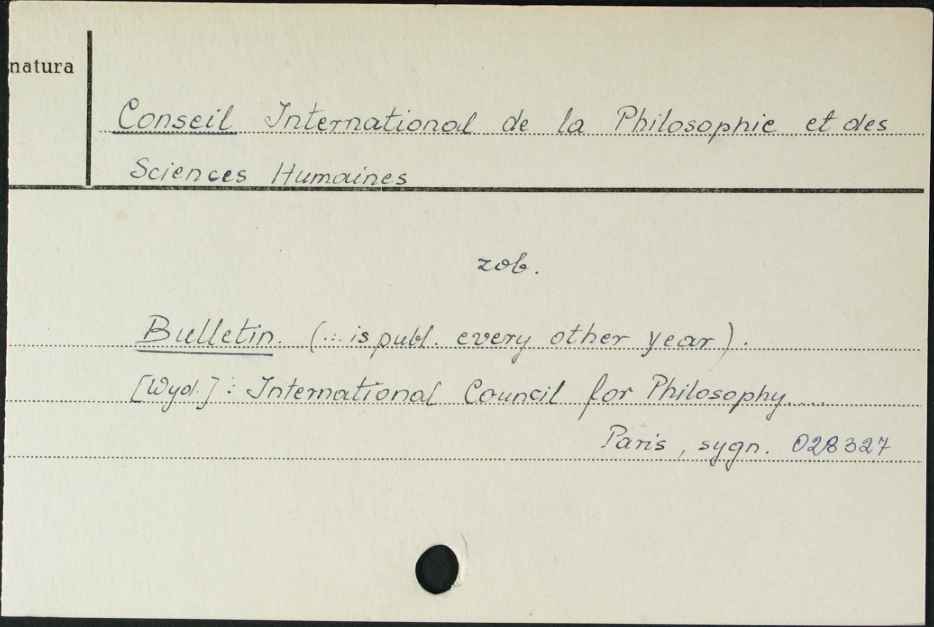 natura
Conseil International de la Philosophie et des
Sciences Humaines
zob.
Bulletin. (... is publ. every other year).
[Wyd.]: International Council for Philosophy....
Paris, sygn. 028327